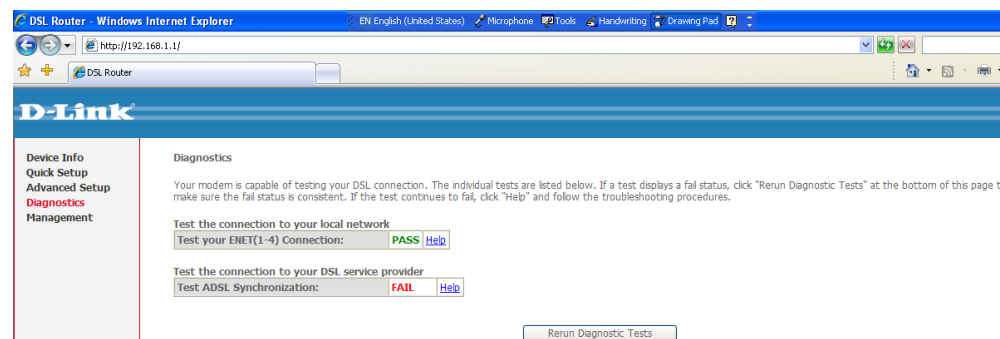 DSL Router - Windows Internet Explorer
EN English (United States) Microphone Tools Handwriting Drawing Pad
http://192.168.1.1/
DSL Router
D-Link
Device Info
Quick Setup
Advanced Setup
Diagnostics
Management
Diagnostics
Your modem is capable of testing your DSL connection. The individual tests are listed below. If a test displays a fail status, click "Rerun Diagnostic Tests" at the bottom of this page t
make sure the fail status is consistent. If the test continues to fail, click "Help" and follow the troubleshooting procedures.
Test the connection to your local network
Test your ENET(1-4) Connection: PASS Help
Test the connection to your DSL service provider
Test ADSL Synchronization: FAIL Help
Rerun Diagnostic Tests